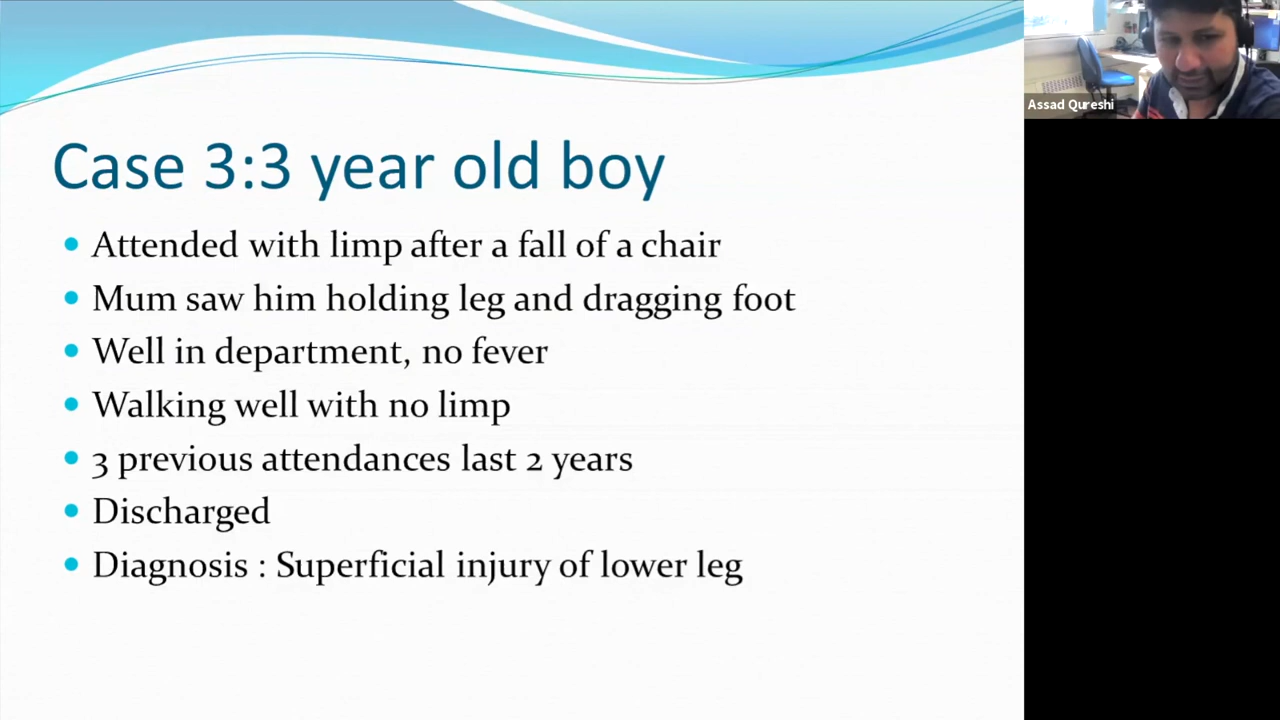 Assad Qureshi
Case 3:3 year old boy
Attended with limp after a fall of a chair
Mum saw him holding leg and dragging foot
Well in department, no fever
Walking well with no limp
3 previous attendances last 2 years
Discharged
Diagnosis : Superficial injury of lower leg